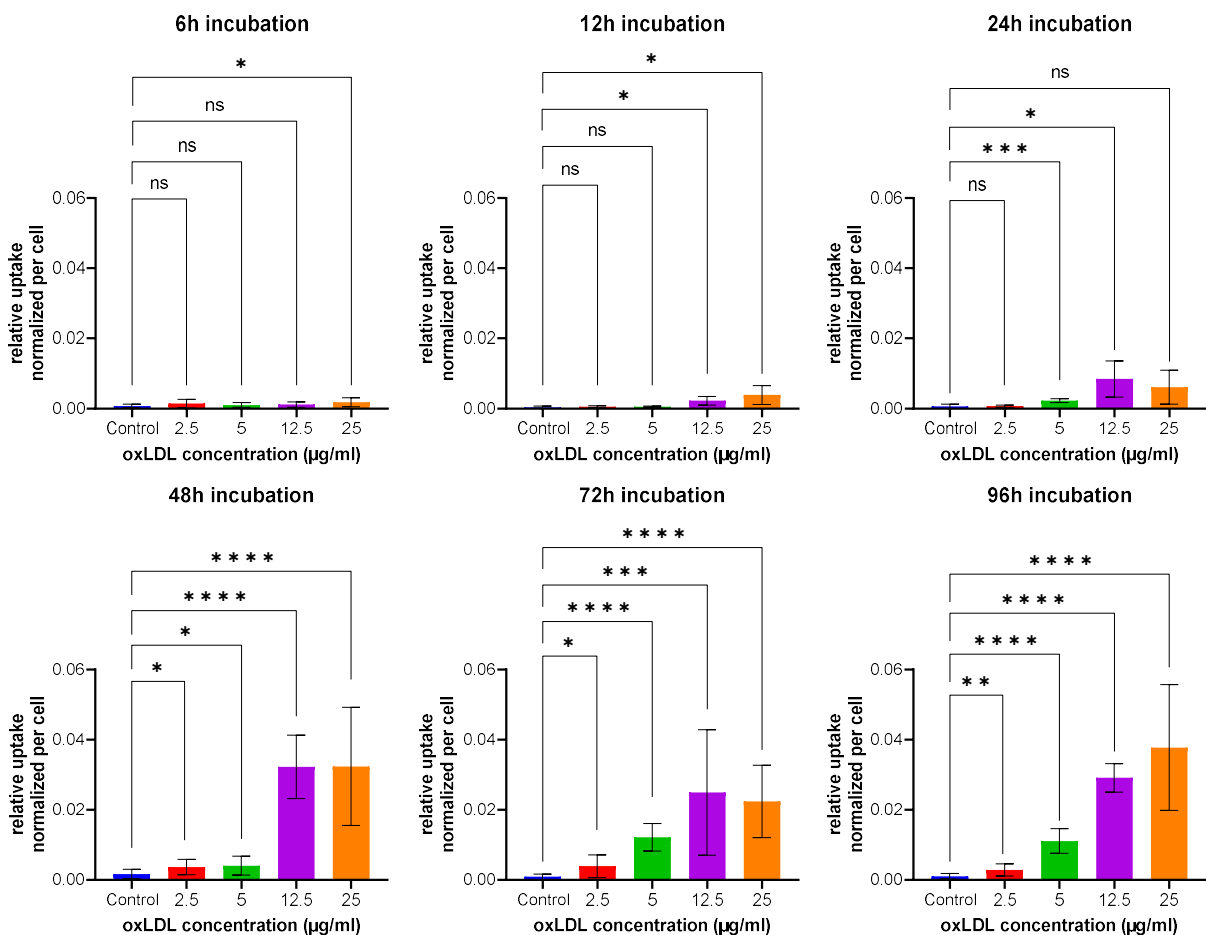 6h incubation
*
ns
ns
ns
0.06
0.04
0.02
0.00
relative uptake
normalized per cell
Control 2.5 5 12.5 25
oxLDL concentration (µg/ml)
12h incubation
*
*
ns
ns
0.06
0.04
0.02
0.00
relative uptake
normalized per cell
Control 2.5 5 12.5 25
oxLDL concentration (µg/ml)
24h incubation
ns
*
***
ns
0.06
0.04
0.02
0.00
relative uptake
normalized per cell
Control 2.5 5 12.5 25
oxLDL concentration (µg/ml)
48h incubation
****
****
*
*
0.06
0.04
0.02
0.00
relative uptake
normalized per cell
Control 2.5 5 12.5 25
oxLDL concentration (µg/ml)
72h incubation
****
***
****
*
0.06
0.04
0.02
0.00
relative uptake
normalized per cell
Control 2.5 5 12.5 25
oxLDL concentration (µg/ml)
96h incubation
****
****
****
**
0.06
0.04
0.02
0.00
relative uptake
normalized per cell
Control 2.5 5 12.5 25
oxLDL concentration (µg/ml)